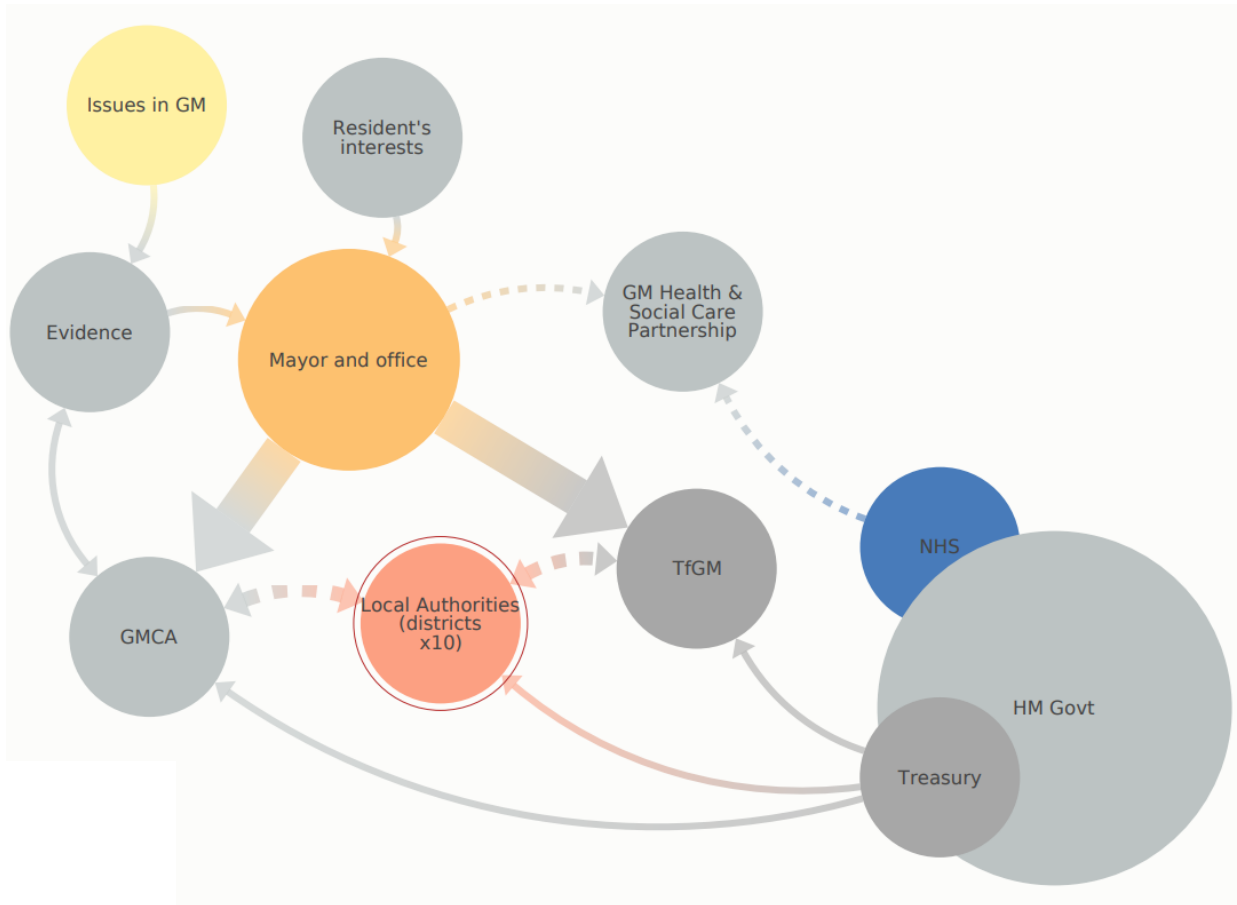 Issues in GM
Resident's
interests
GM Health &
Social Care
Partnership
Evidence
Mayor and office
NHS
TfGM
Local Authorities
(districts
x10)
GMCA
HM Govt
Treasury